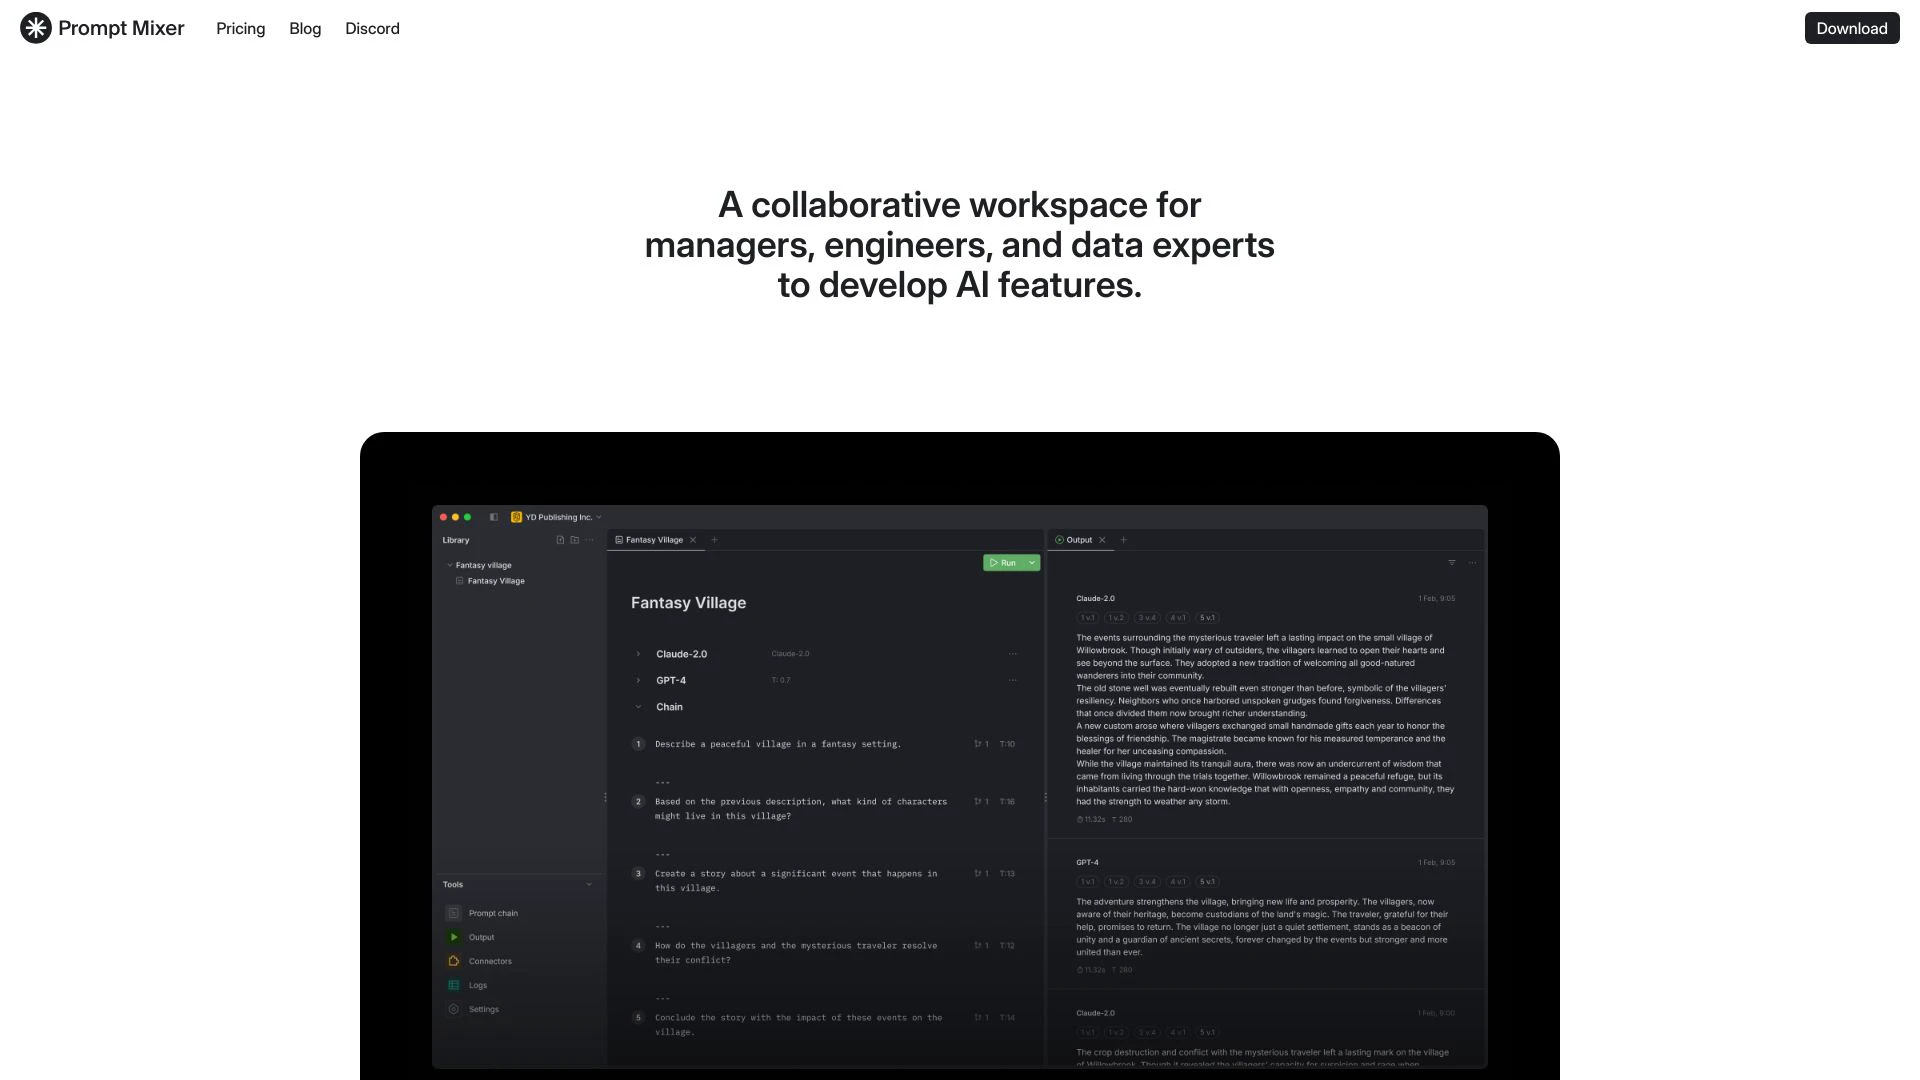 Prompt Mixer
Pricing
Blog
Discord
Download
A collaborative workspace for
managers, engineers, and data experts
to develop AI features.
YD Publishing Inc.
Library
Fantasy village
Fantasy Village
Tools
Prompt chain
Output
Connectors
Logs
Settings
Fantasy Village
Run
Fantasy Village
Claude-2.0 Claude-2.0
GPT-4 T: 0.7
Chain
1 Describe a peaceful village in a fantasy setting. 1 T:10
---
2 Based on the previous description, what kind of characters 1 T:16
might live in this village?
---
3 Create a story about a significant event that happens in 1 T:13
this village.
---
4 How do the villagers and the mysterious traveler resolve 1 T:12
their conflict?
---
5 Conclude the story with the impact of these events on the 1 T:14
village.
Output
Claude-2.0 1 Feb, 9:05
1 v.1 1 v.2 3 v.4 4 v.1 5 v.1
The events surrounding the mysterious traveler left a lasting impact on the small village of
Willowbrook. Though initially wary of outsiders, the villagers learned to open their hearts and
see beyond the surface. They adopted a new tradition of welcoming all good-natured
wanderers into their community.
The old stone well was eventually rebuilt even stronger than before, symbolic of the villagers'
resiliency. Neighbors who once harbored unspoken grudges found forgiveness. Differences
that once divided them now brought richer understanding.
A new custom arose where villagers exchanged small handmade gifts each year to honor the
blessings of friendship. The magistrate became known for his measured temperance and the
healer for her unceasing compassion.
While the village maintained its tranquil aura, there was now an undercurrent of wisdom that
came from living through the trials together. Willowbrook remained a peaceful refuge, but its
inhabitants carried the hard-won knowledge that with openness, empathy and community, they
had the strength to weather any storm.
11.32s T 280
GPT-4 1 Feb, 9:05
1 v.1 1 v.2 3 v.4 4 v.1 5 v.1
The adventure strengthens the village, bringing new life and prosperity. The villagers, now
aware of their heritage, become custodians of the land's magic. The traveler, grateful for their
help, promises to return. The village no longer just a quiet settlement, stands as a beacon of
unity and a guardian of ancient secrets, forever changed by the events but stronger and more
united than ever.
11.32s T 280
Claude-2.0 1 Feb, 9:00
1 v.1 1 v.2 3 v.4 4 v.1 5 v.1
The crop destruction and conflict with the mysterious traveler left a lasting mark on the village
of Willowbrook. Though it revealed the villagers' capacity for suspicion and rage when